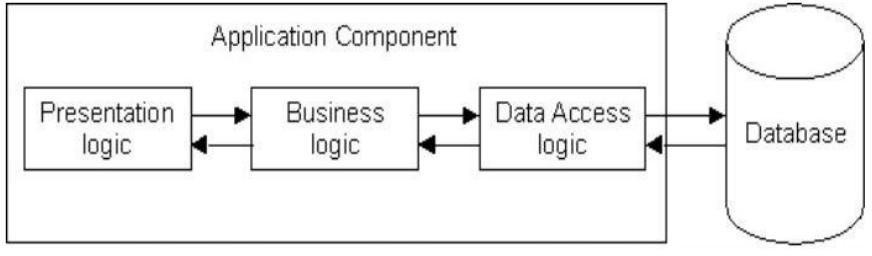 Application Component
Presentation
logic
Business
logic
Data Access
logic
Database